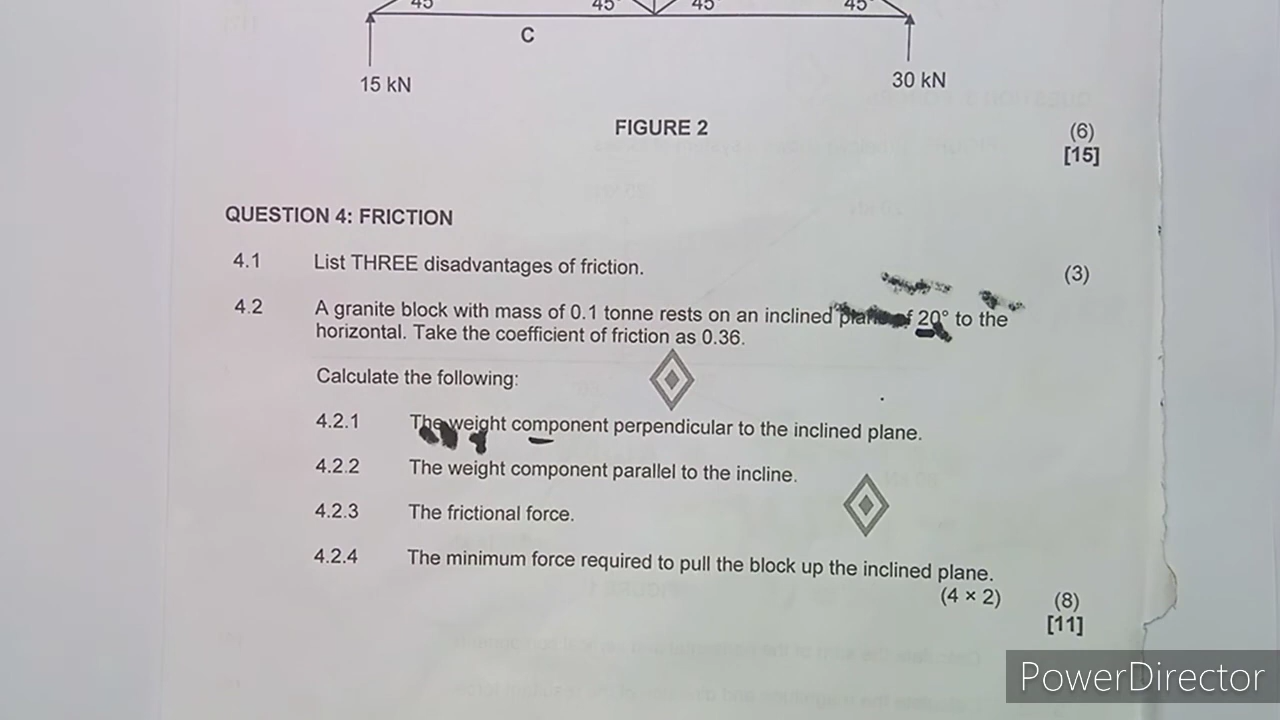 45 45° 45 45°
C
15 kN 30 kN
FIGURE 2
(6)
[15]
QUESTION 4: FRICTION
4.1 List THREE disadvantages of friction. (3)
4.2 A granite block with mass of 0.1 tonne rests on an inclined plane of 20° to the
horizontal. Take the coefficient of friction as 0.36.
Calculate the following:
4.2.1 The weight component perpendicular to the inclined plane.
4.2.2 The weight component parallel to the incline.
4.2.3 The frictional force.
4.2.4 The minimum force required to pull the block up the inclined plane.
(4 × 2) (8)
[11]
PowerDirector